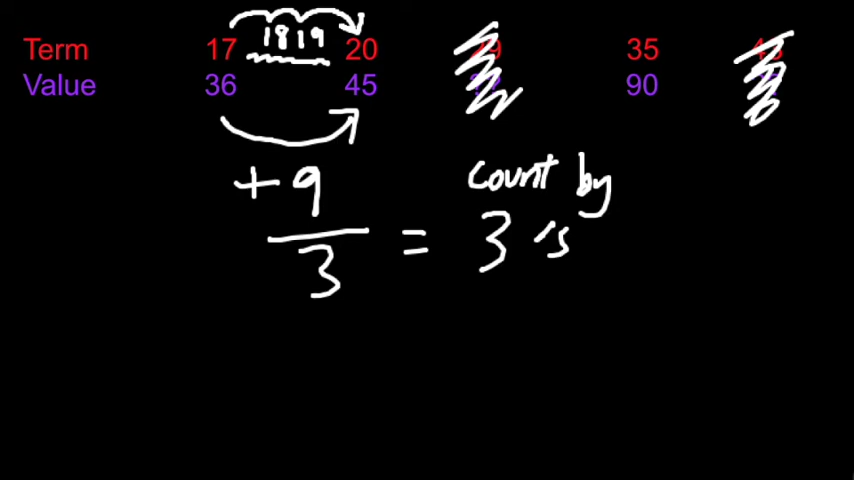 1819
Term 17 20 35
Value 36 45 90
+9
count by
3 = 3's